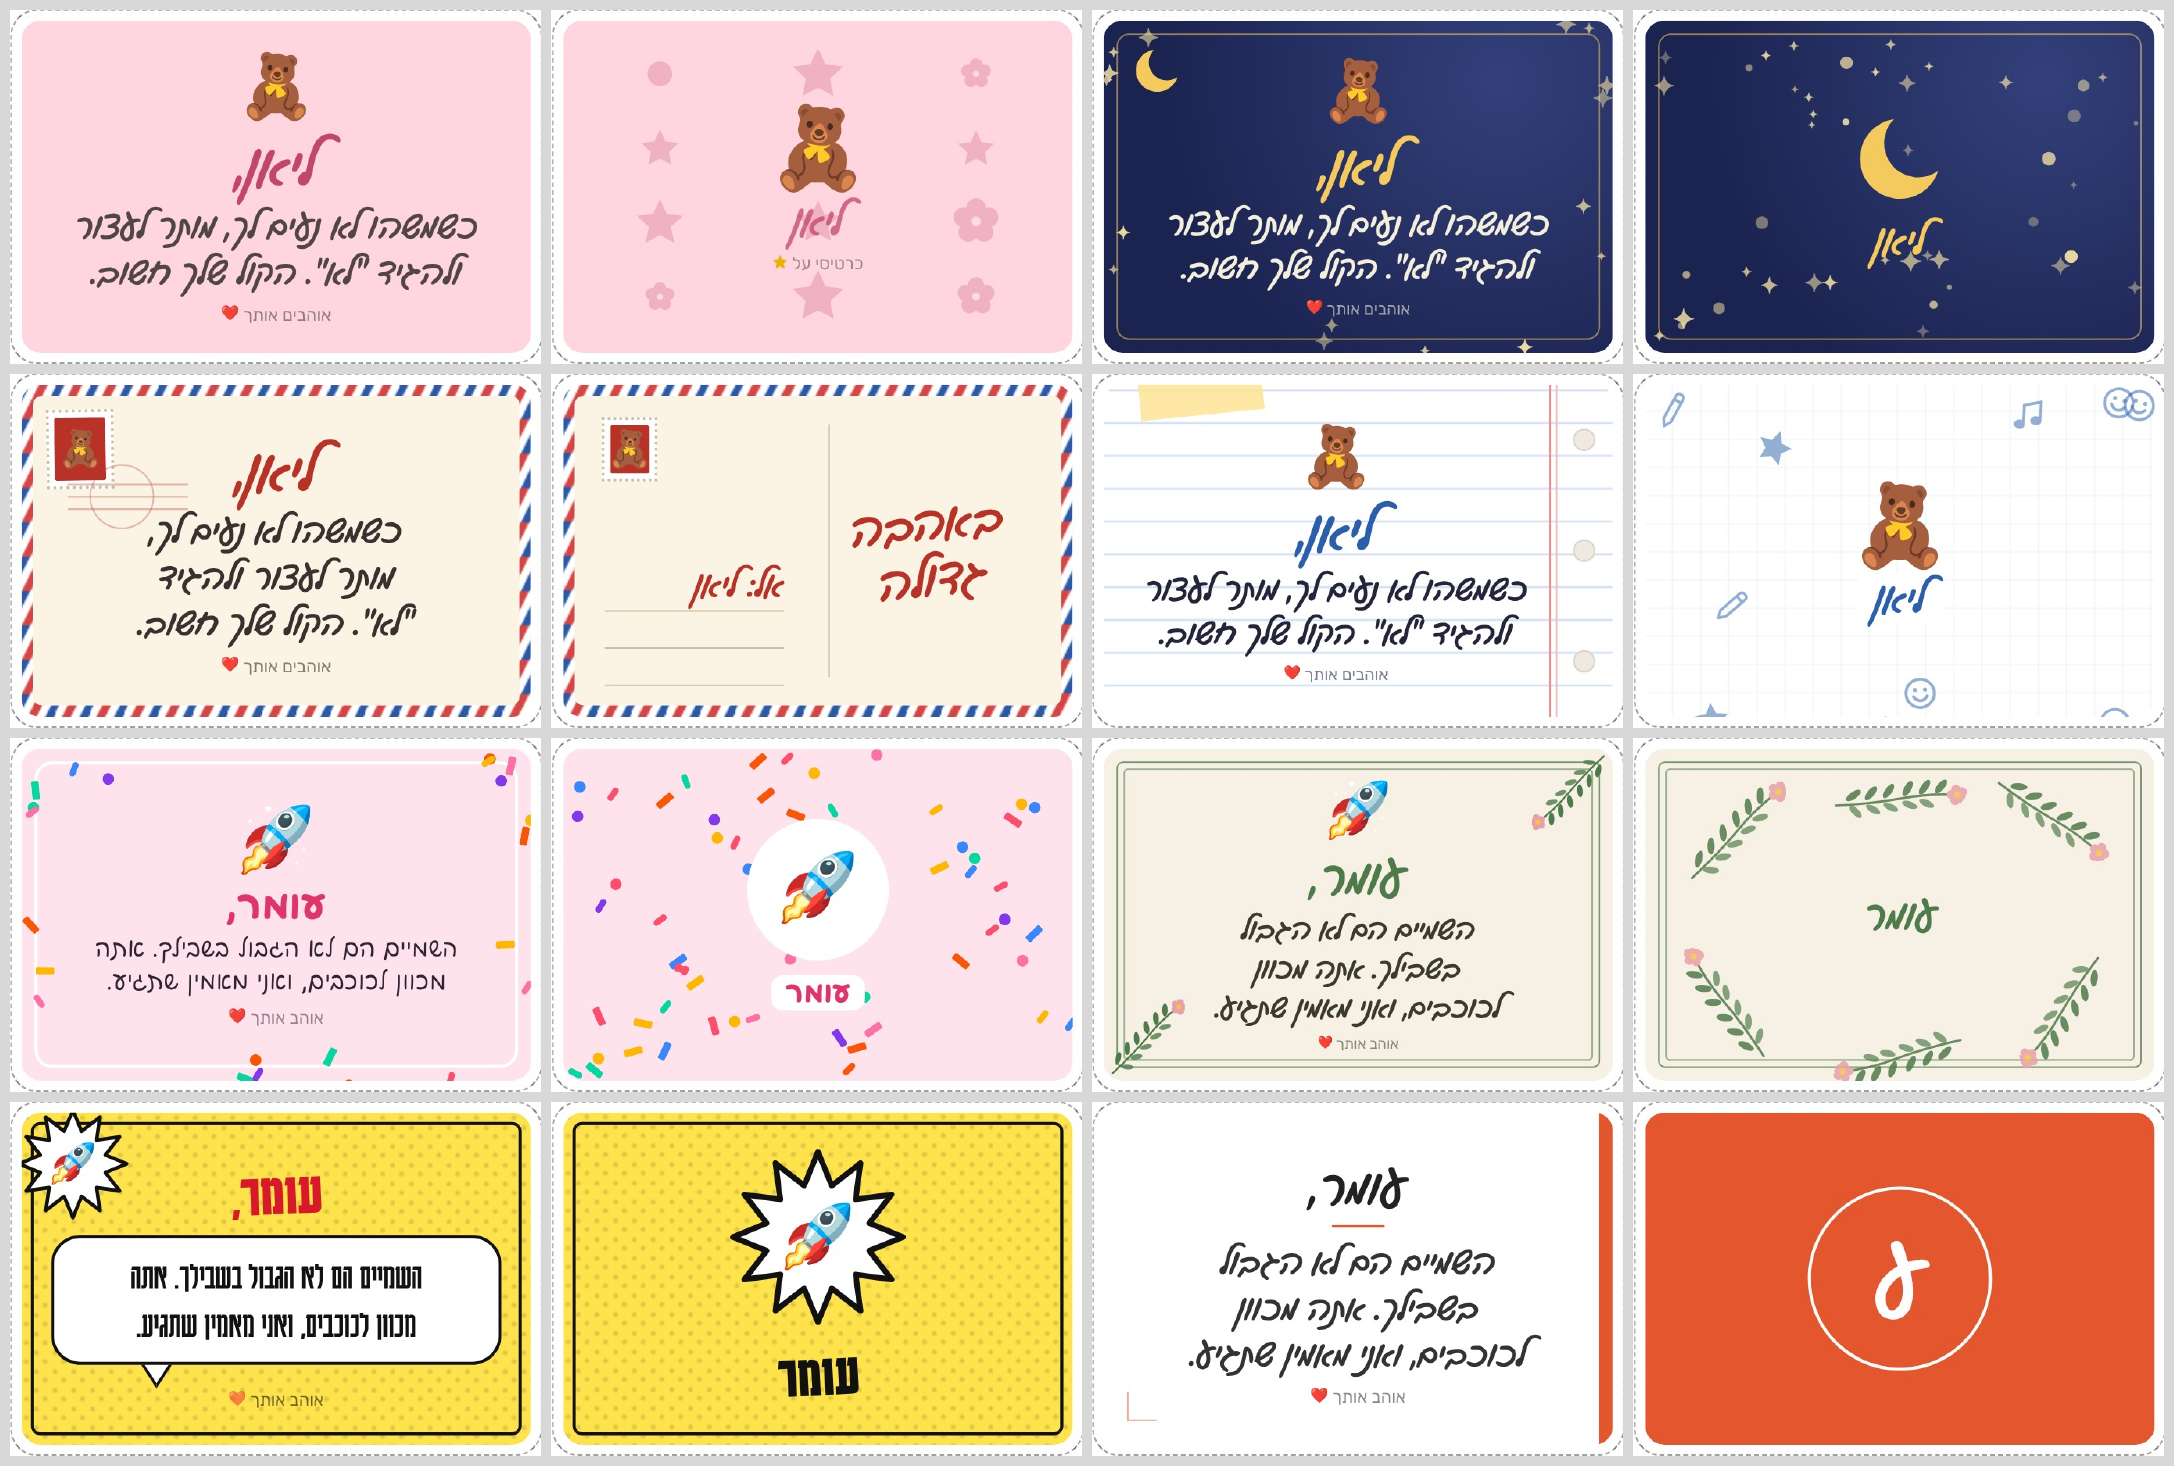 ליאון,
כשמשהו לא נעים לך, מותר לעצור
ולהגיד "לא". הקול שלך חשוב.
אוהבים אותך ❤️
ליאון
כרטיסי על ⭐
ליאון,
כשמשהו לא נעים לך, מותר לעצור
ולהגיד "לא". הקול שלך חשוב.
אוהבים אותך ❤️
ליאון
ליאון,
כשמשהו לא נעים לך,
מותר לעצור ולהגיד
"לא". הקול שלך חשוב.
אוהבים אותך ❤️
באהבה
גדולה
אל: ליאון
ליאון,
כשמשהו לא נעים לך, מותר לעצור
ולהגיד "לא". הקול שלך חשוב.
אוהבים אותך ❤️
ליאון
עומר,
השמיים הם לא הגבול בשבילך. אתה
מכוון לכוכבים, ואני מאמין שתגיע.
אוהב אותך ❤️
עומר
עומר,
השמיים הם לא הגבול
בשבילך. אתה מכוון
לכוכבים, ואני מאמין שתגיע.
אוהב אותך ❤️
עומר
עומר,
השמיים הם לא הגבול בשבילך. אתה
מכוון לכוכבים, ואני מאמין שתגיע.
אוהב אותך ❤️
עומר
עומר,
השמיים הם לא הגבול
בשבילך. אתה מכוון
לכוכבים, ואני מאמין שתגיע.
אוהב אותך ❤️
ע